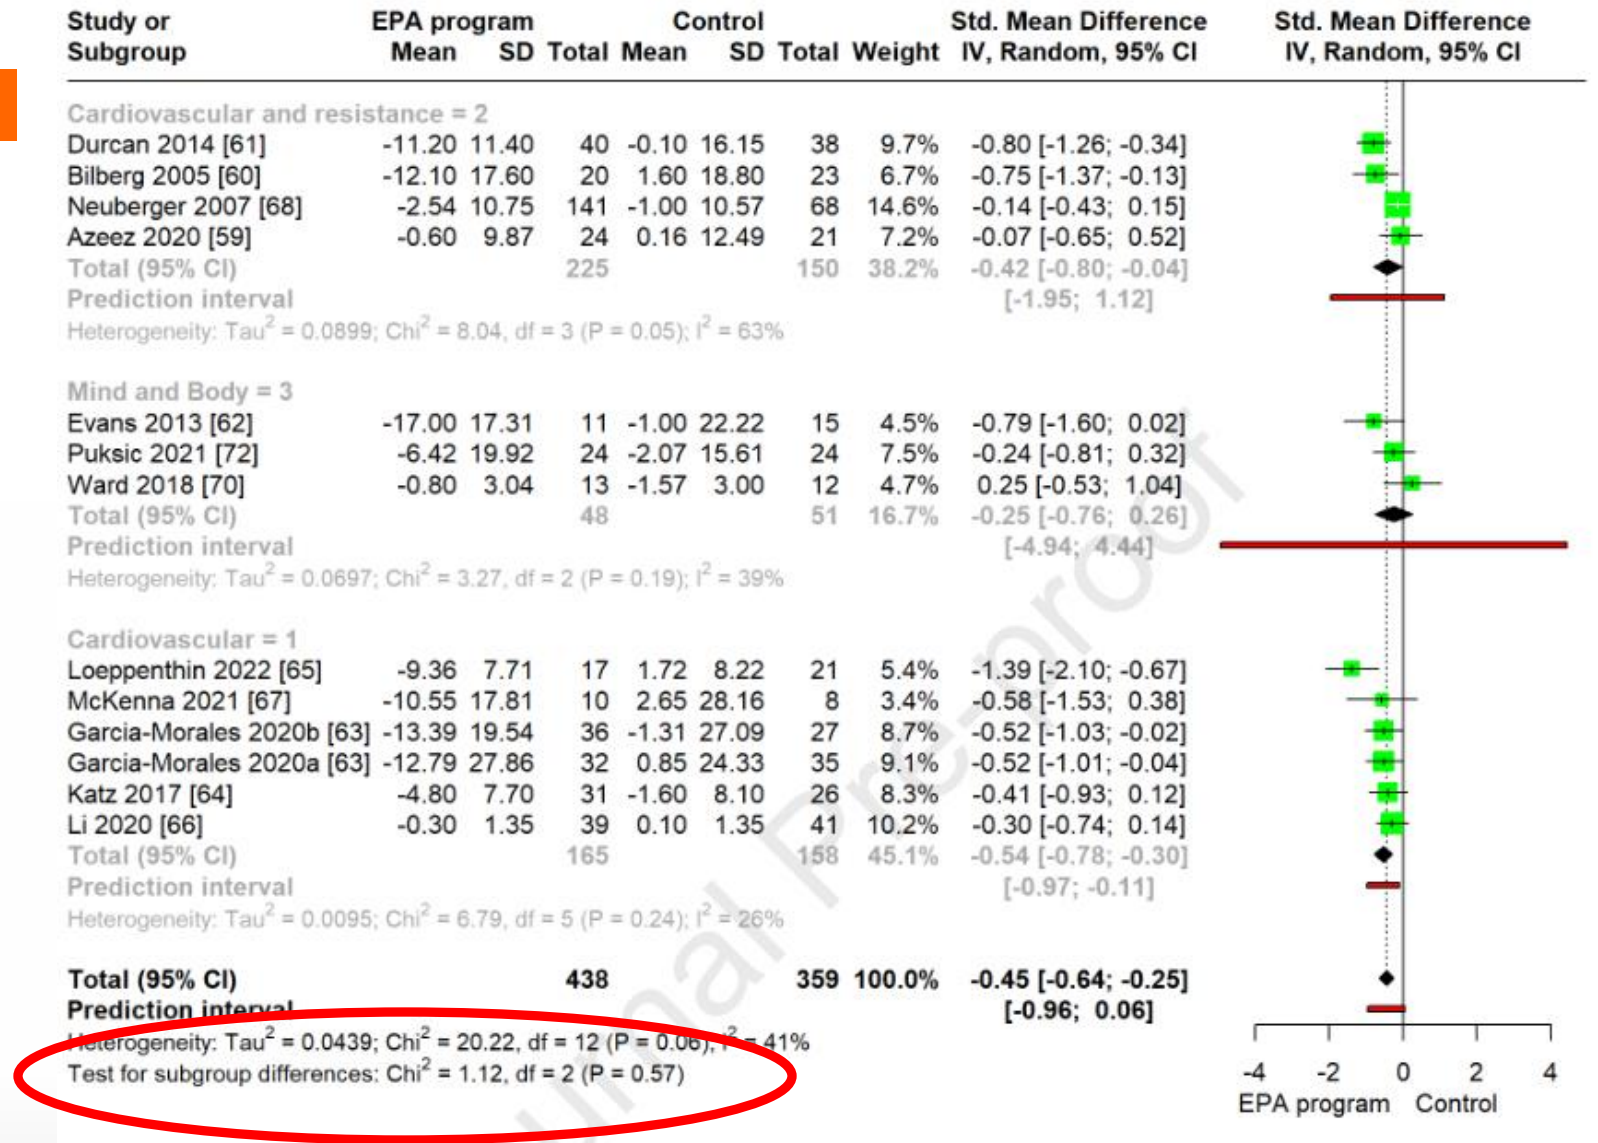 Study or EPA program Control Std. Mean Difference Std. Mean Difference
Subgroup Mean SD Total Mean SD Total Weight IV, Random, 95% CI IV, Random, 95% CI
Cardiovascular and resistance = 2
Durcan 2014 [61] -11.20 11.40 40 -0.10 16.15 38 9.7% -0.80 [-1.26; -0.34]
Bilberg 2005 [60] -12.10 17.60 20 1.60 18.80 23 6.7% -0.75 [-1.37; -0.13]
Neuberger 2007 [68] -2.54 10.75 141 -1.00 10.57 68 14.6% -0.14 [-0.43; 0.15]
Azeez 2020 [59] -0.60 9.87 24 0.16 12.49 21 7.2% -0.07 [-0.65; 0.52]
Total (95% CI) 225 150 38.2% -0.42 [-0.80; -0.04]
Prediction interval [-1.95; 1.12]
Heterogeneity: Tau² = 0.0899; Chi² = 8.04, df = 3 (P = 0.05); I² = 63%
Mind and Body = 3
Evans 2013 [62] -17.00 17.31 11 -1.00 22.22 15 4.5% -0.79 [-1.60; 0.02]
Puksic 2021 [72] -6.42 19.92 24 -2.07 15.61 24 7.5% -0.24 [-0.81; 0.32]
Ward 2018 [70] -0.80 3.04 13 -1.57 3.00 12 4.7% 0.25 [-0.53; 1.04]
Total (95% CI) 48 51 16.7% -0.25 [-0.76; 0.26]
Prediction interval [-4.94; 4.44]
Heterogeneity: Tau² = 0.0697; Chi² = 3.27, df = 2 (P = 0.19); I² = 39%
Cardiovascular = 1
Loeppenthin 2022 [65] -9.36 7.71 17 1.72 8.22 21 5.4% -1.39 [-2.10; -0.67]
McKenna 2021 [67] -10.55 17.81 10 2.65 28.16 8 3.4% -0.58 [-1.53; 0.38]
Garcia-Morales 2020b [63] -13.39 19.54 36 -1.31 27.09 27 8.7% -0.52 [-1.03; -0.02]
Garcia-Morales 2020a [63] -12.79 27.86 32 0.85 24.33 35 9.1% -0.52 [-1.01; -0.04]
Katz 2017 [64] -4.80 7.70 31 -1.60 8.10 26 8.3% -0.41 [-0.93; 0.12]
Li 2020 [66] -0.30 1.35 39 0.10 1.35 41 10.2% -0.30 [-0.74; 0.14]
Total (95% CI) 165 158 45.1% -0.54 [-0.78; -0.30]
Prediction interval [-0.97; -0.11]
Heterogeneity: Tau² = 0.0095; Chi² = 6.79, df = 5 (P = 0.24); I² = 26%
Total (95% CI) 438 359 100.0% -0.45 [-0.64; -0.25]
Prediction interval [-0.96; 0.06]
Heterogeneity: Tau² = 0.0439; Chi² = 20.22, df = 12 (P = 0.06); I² = 41%
Test for subgroup differences: Chi² = 1.12, df = 2 (P = 0.57)
-4 -2 0 2 4
EPA program Control
urnal Pre-proof